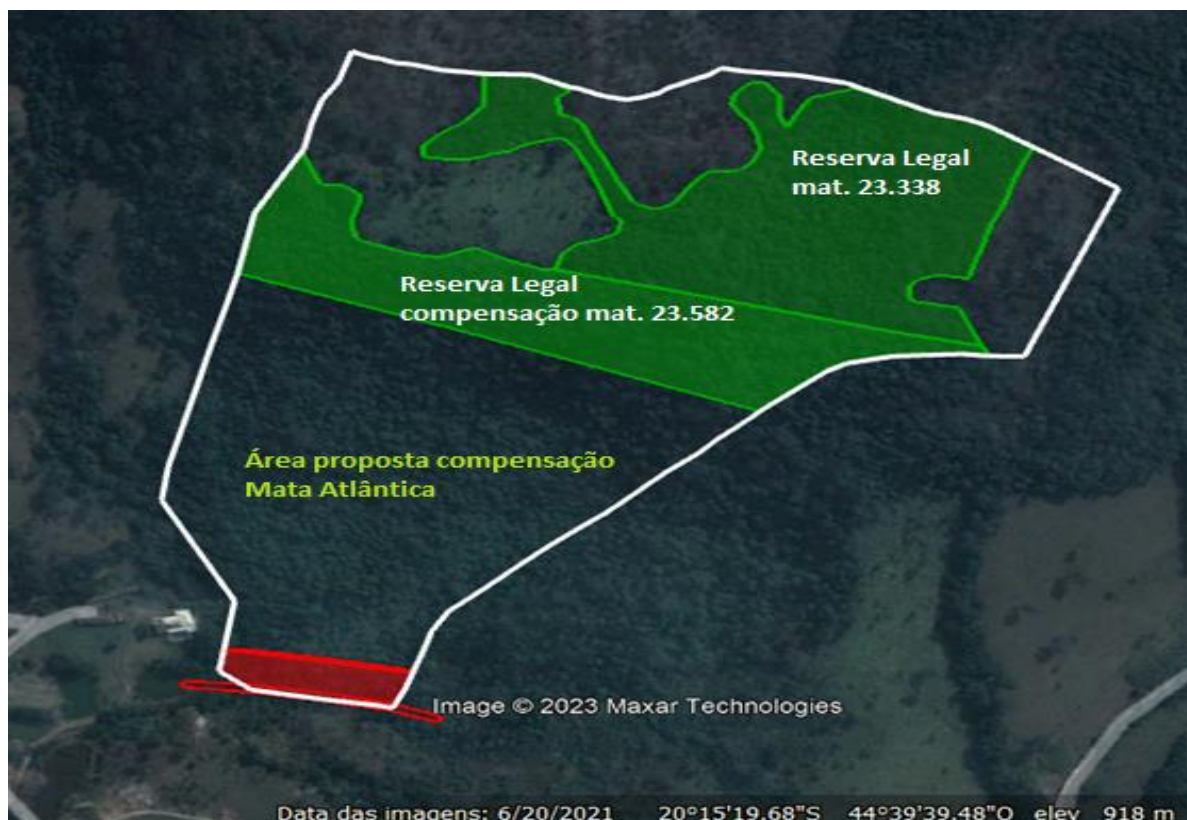 Reserva Legal
mat. 23.338
Reserva Legal
compensação mat. 23.582
Área proposta compensação
Mata Atlântica
Image © 2023 Maxar Technologies
Data das imagens: 6/20/2021 20°15'19.68"S 44°39'39.48"O elev 918 m